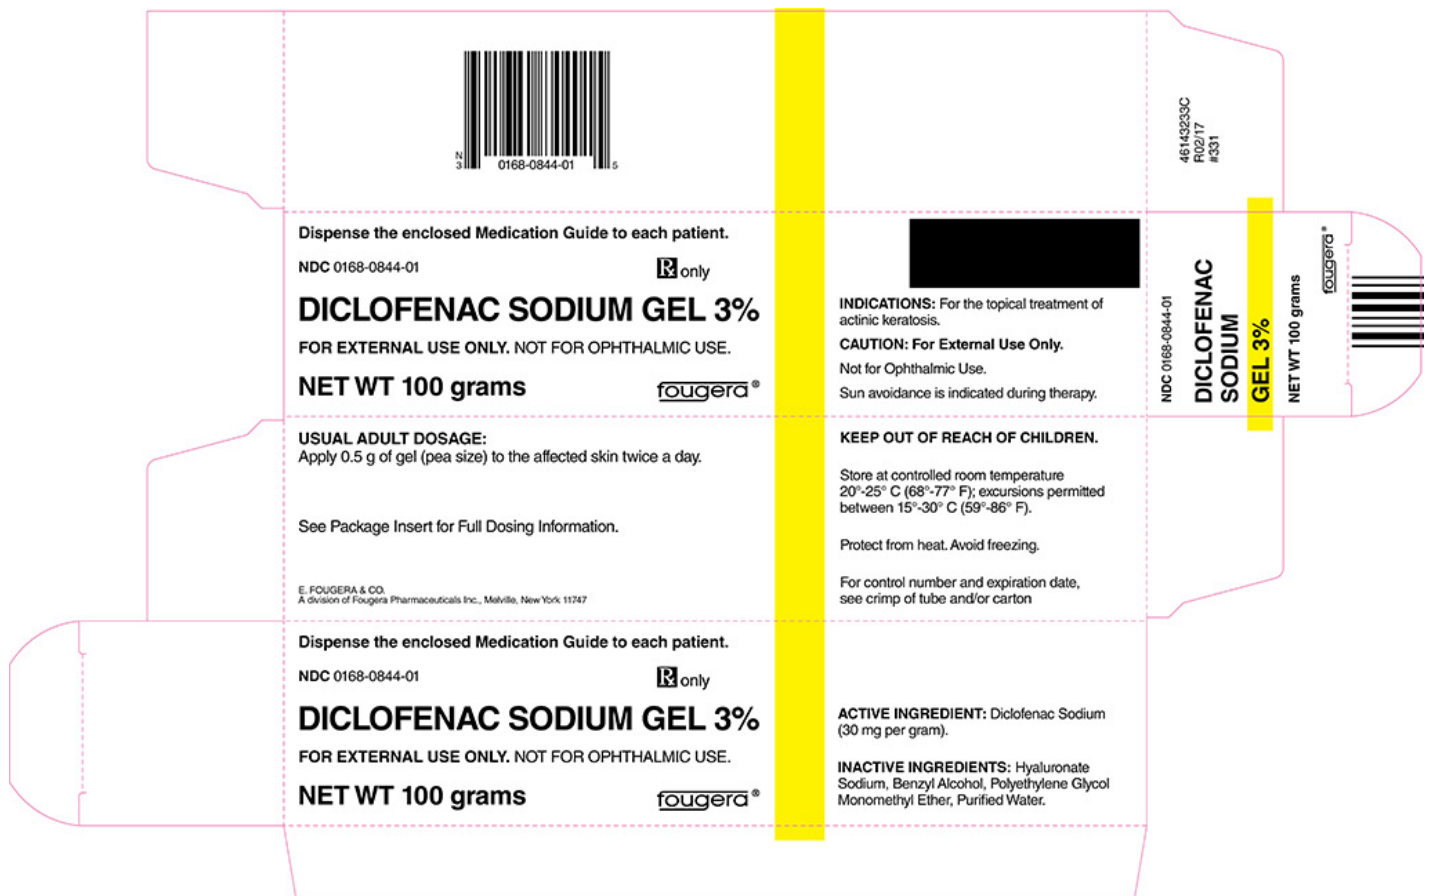 N
3
0168-0844-01
5
46143233C
R02/17
#331
Dispense the enclosed Medication Guide to each patient.
NDC 0168-0844-01
Rx only
DICLOFENAC SODIUM GEL 3%
FOR EXTERNAL USE ONLY. NOT FOR OPHTHALMIC USE.
NET WT 100 grams
fougera®
INDICATIONS: For the topical treatment of
actinic keratosis.
CAUTION: For External Use Only.
Not for Ophthalmic Use.
Sun avoidance is indicated during therapy.
NDC 0168-0844-01
DICLOFENAC
SODIUM
GEL 3%
NET WT 100 grams
fougera®
USUAL ADULT DOSAGE:
Apply 0.5 g of gel (pea size) to the affected skin twice a day.
See Package Insert for Full Dosing Information.
E. FOUGERA & CO.
A division of Fougera Pharmaceuticals Inc., Melville, New York 11747
KEEP OUT OF REACH OF CHILDREN.
Store at controlled room temperature
20°-25° C (68°-77° F); excursions permitted
between 15°-30° C (59°-86° F).
Protect from heat. Avoid freezing.
For control number and expiration date,
see crimp of tube and/or carton
Dispense the enclosed Medication Guide to each patient.
NDC 0168-0844-01
Rx only
DICLOFENAC SODIUM GEL 3%
FOR EXTERNAL USE ONLY. NOT FOR OPHTHALMIC USE.
NET WT 100 grams
fougera®
ACTIVE INGREDIENT: Diclofenac Sodium
(30 mg per gram).
INACTIVE INGREDIENTS: Hyaluronate
Sodium, Benzyl Alcohol, Polyethylene Glycol
Monomethyl Ether, Purified Water.